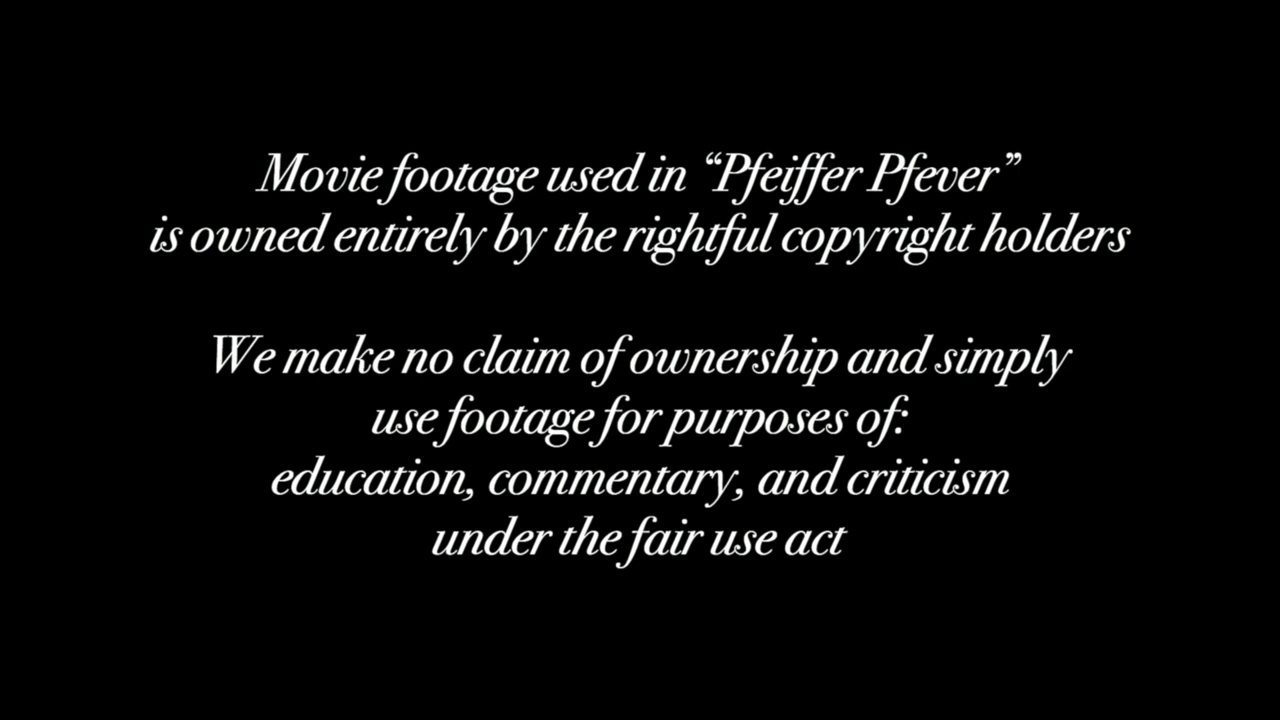 Movie footage used in “Pfeiffer Pfever”
is owned entirely by the rightful copyright holders
We make no claim of ownership and simply
use footage for purposes of:
education, commentary, and criticism
under the fair use act